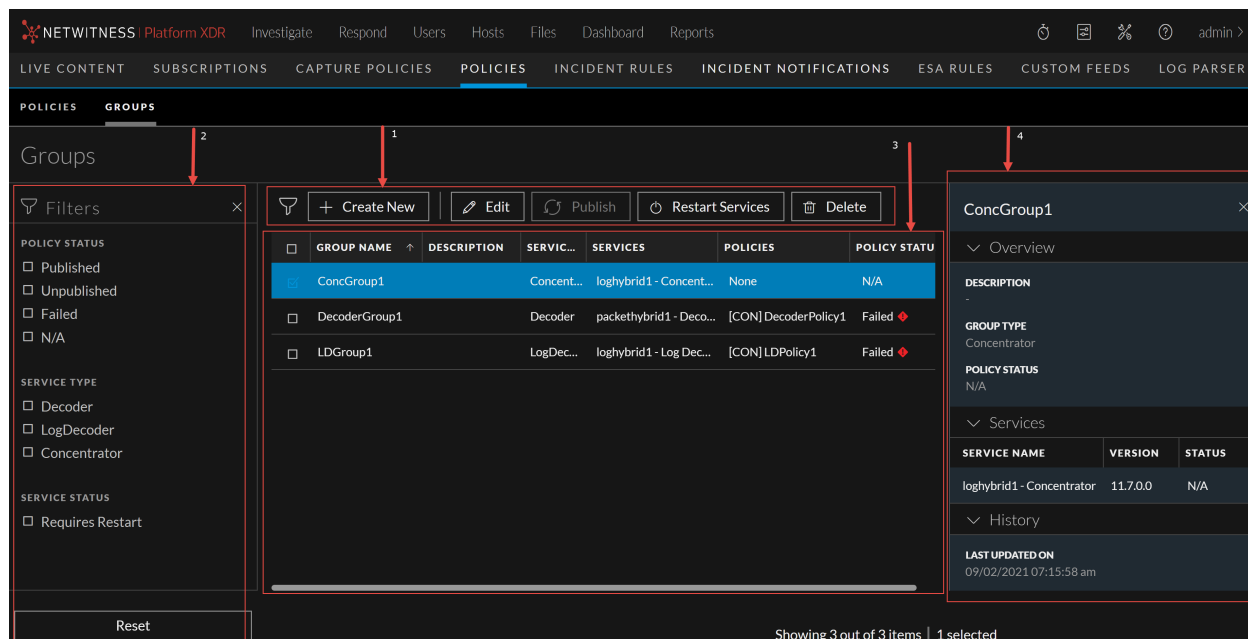 NETWITNESS Platform XDR Investigate Respond Users Hosts Files Dashboard Reports admin >
LIVE CONTENT SUBSCRIPTIONS CAPTURE POLICIES POLICIES INCIDENT RULES INCIDENT NOTIFICATIONS ESA RULES CUSTOM FEEDS LOG PARSER
POLICIES GROUPS
2 1 3 4
Groups
Filters
Create New Edit Publish Restart Services Delete
POLICY STATUS
Published
Unpublished
Failed
N/A
SERVICE TYPE
Decoder
LogDecoder
Concentrator
SERVICE STATUS
Requires Restart
Reset
GROUP NAME DESCRIPTION SERVIC... SERVICES POLICIES POLICY STATU
ConcGroup1 Concent... loghybrid1 - Concent... None N/A
DecoderGroup1 Decoder packethybrid1 - Deco... [CON] DecoderPolicy1 Failed
LDGroup1 LogDec... loghybrid1 - Log Dec... [CON] LDPolicy1 Failed
Showing 3 out of 3 items | 1 selected
ConcGroup1
Overview
DESCRIPTION
-
GROUP TYPE
Concentrator
POLICY STATUS
N/A
Services
SERVICE NAME VERSION STATUS
loghybrid1 - Concentrator 11.7.0.0 N/A
History
LAST UPDATED ON
09/02/2021 07:15:58 am